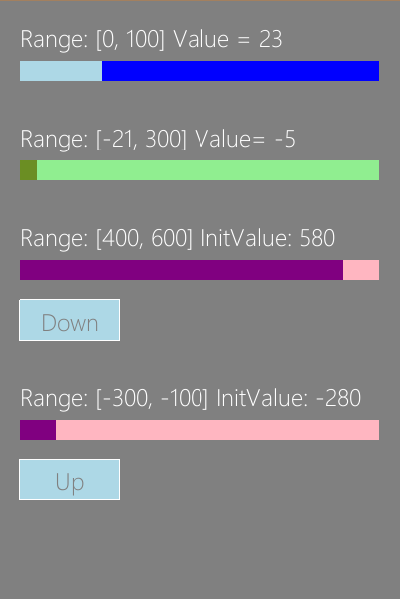 Range: [0, 100] Value = 23
Range: [-21, 300] Value= -5
Range: [400, 600] InitValue: 580
Down
Range: [-300, -100] InitValue: -280
Up